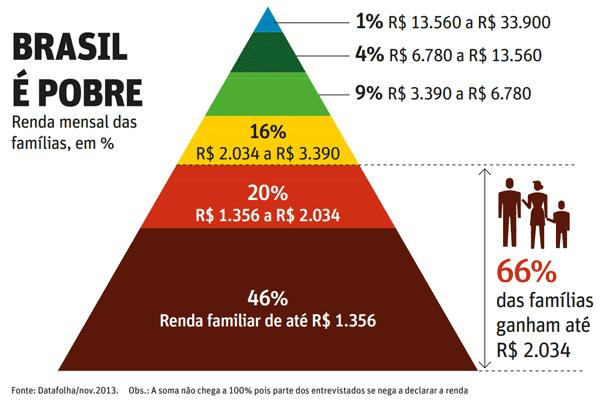 BRASIL
É POBRE
Renda mensal das
famílias, em %
1% R$ 13.560 a R$ 33.900
4% R$ 6.780 a R$ 13.560
9% R$ 3.390 a R$ 6.780
16%
R$ 2.034 a R$ 3.390
20%
R$ 1.356 a R$ 2.034
46%
Renda familiar de até R$ 1.356
66%
das famílias
ganham até
R$ 2.034
Fonte: Datafolha/nov.2013. Obs.: A soma não chega a 100% pois parte dos entrevistados se nega a declarar a renda